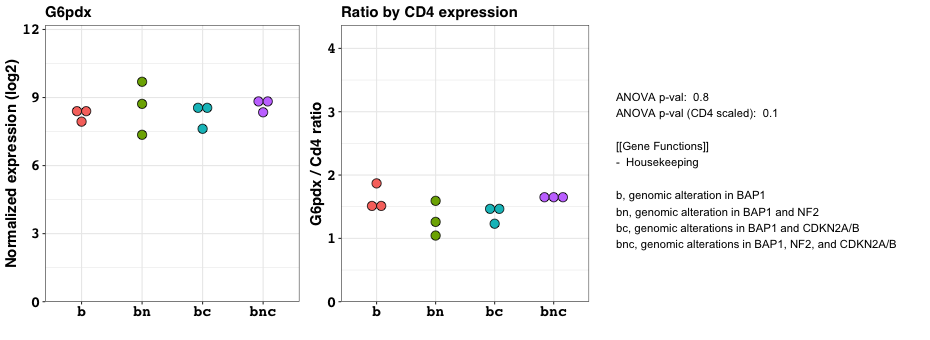 G6pdx
Normalized expression (log2)
12
9
6
3
0
b bn bc bnc
Ratio by CD4 expression
G6pdx / Cd4 ratio
4
3
2
1
0
b bn bc bnc
ANOVA p-val:  0.8
ANOVA p-val (CD4 scaled):  0.1
[[Gene Functions]]
-  Housekeeping
b, genomic alteration in BAP1
bn, genomic alteration in BAP1 and NF2
bc, genomic alterations in BAP1 and CDKN2A/B
bnc, genomic alterations in BAP1, NF2, and CDKN2A/B